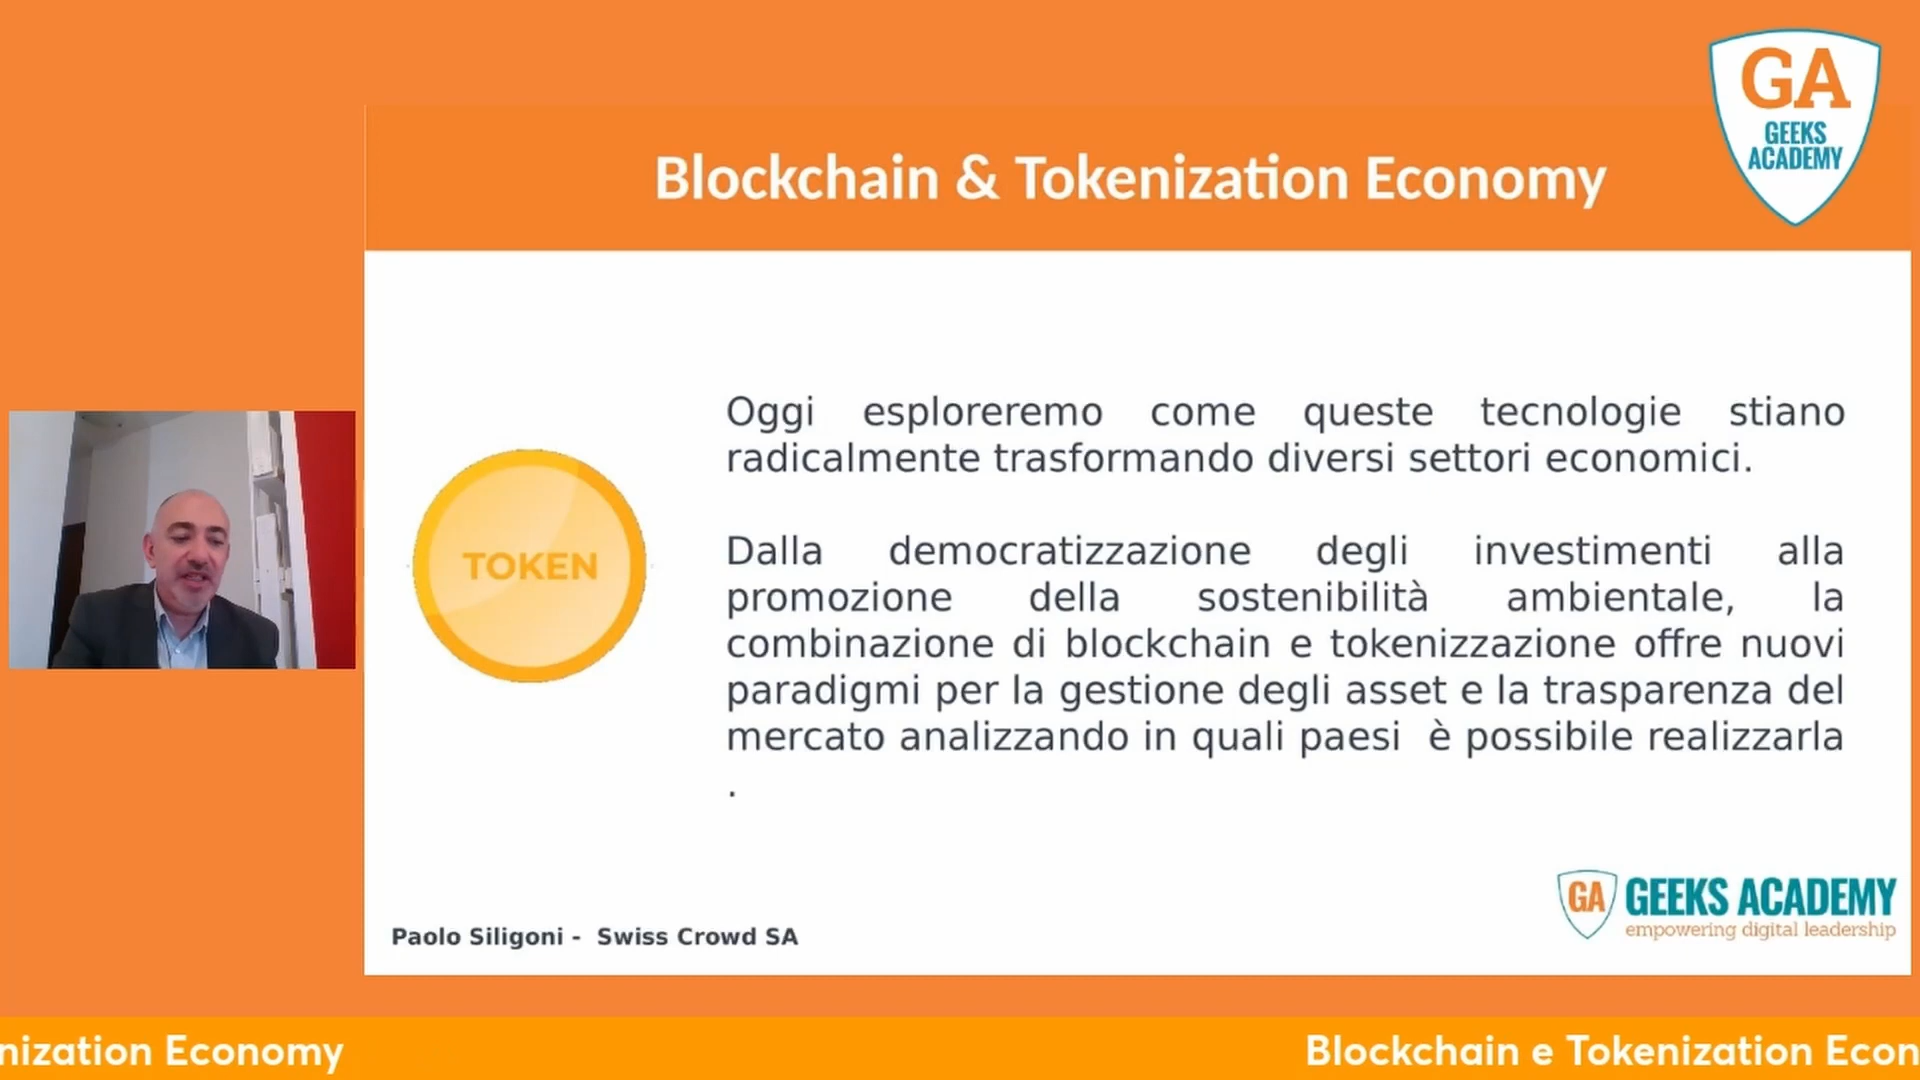 GA
GEEKS
ACADEMY
Blockchain & Tokenization Economy
TOKEN
Oggi esploreremo come queste tecnologie stiano
radicalmente trasformando diversi settori economici.
Dalla democratizzazione degli investimenti alla
promozione della sostenibilità ambientale, la
combinazione di blockchain e tokenizzazione offre nuovi
paradigmi per la gestione degli asset e la trasparenza del
mercato analizzando in quali paesi è possibile realizzarla
.
Paolo Siligoni - Swiss Crowd SA
GA GEEKS ACADEMY
empowering digital leadership
nization Economy
Blockchain e Tokenization Econ